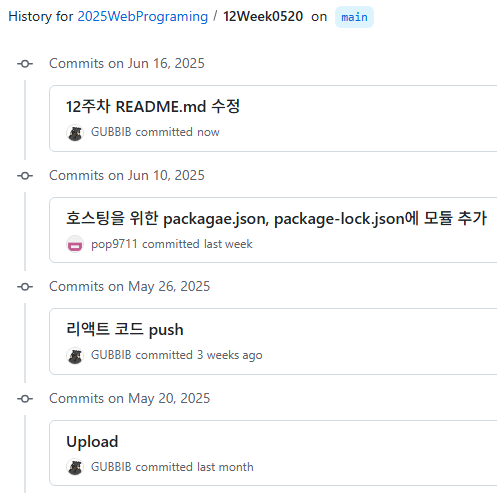 History for 2025WebPrograming / 12Week0520 on main
Commits on Jun 16, 2025
12주차 README.md 수정
GUBBIB committed now
Commits on Jun 10, 2025
호스팅을 위한 packagae.json, package-lock.json에 모듈 추가
pop9711 committed last week
Commits on May 26, 2025
리액트 코드 push
GUBBIB committed 3 weeks ago
Commits on May 20, 2025
Upload
GUBBIB committed last month